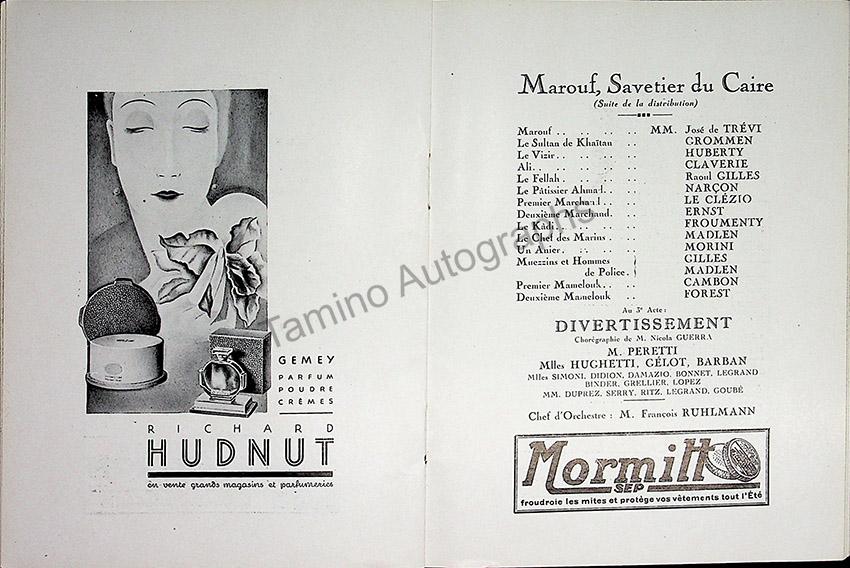 GEMEY
PARFUM
POUDRE
CRÈMES
RICHARD
HUDNUT
en vente grands magasins et parfumeries
Marouf, Savetier du Caire
(Suite de la distribution)
Marouf . . . . . . MM. José de TRÉVI
Le Sultan de Khaïtan . . GROMMEN
Le Vizir . . . . . . HUBERTY
Ali . . . . . . . CLAVERIE
Le Fellah . . . . . Raoul GILLES
Le Pâtissier Ahmad . . . NARÇON
Premier Marchand . . . LE CLÉZIO
Deuxième Marchand . . . ERNST
Le Kâdi . . . . . FROUMENTY
Le Chef des Marins . . . MADLEN
Un Anier . . . . . MORINI
Muezzins et Hommes { GILLES
de Police . { MADLEN
Premier Mamelouk . . . CAMBON
Deuxième Mamelouk . . FOREST
Au 3e Acte :
DIVERTISSEMENT
Chorégraphie de M. Nicola GUERRA
M. PERETTI
Mlles HUGHETTI, GÉLOT, BARBAN
Mlles SIMONI, DIDION, DAMAZIO, BONNET, LEGRAND
BINDER, GRELLIER, LOPEZ
MM. DUPREZ, SERRY, RITZ, LEGRAND, GOUBÉ
Chef d'Orchestre : M. François RUHLMANN
Mormitt
SEP
froudroie les mites et protège vos vêtements tout l'Été
Tamino Autographs